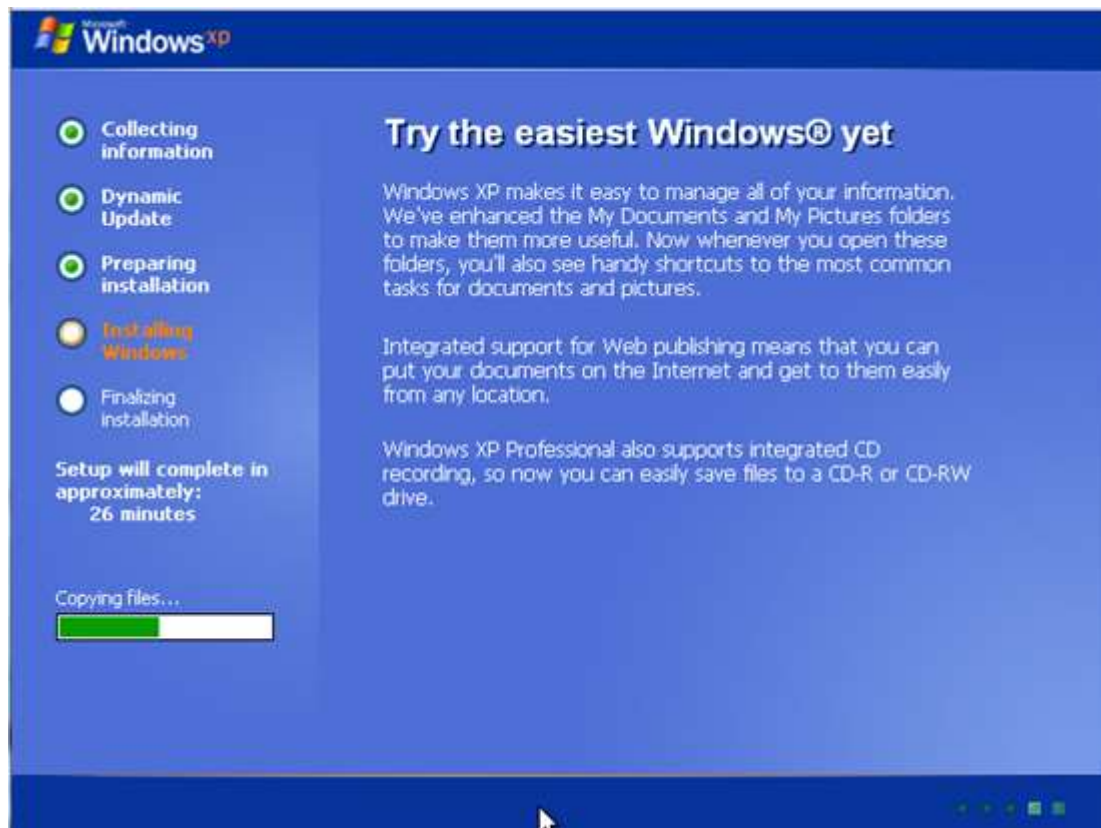 Microsoft
Windows xp
Collecting
information
Dynamic
Update
Preparing
installation
Installing
Windows
Finalizing
installation
Setup will complete in
approximately:
26 minutes
Copying files...
Try the easiest Windows® yet
Windows XP makes it easy to manage all of your information.
We've enhanced the My Documents and My Pictures folders
to make them more useful. Now whenever you open these
folders, you'll also see handy shortcuts to the most common
tasks for documents and pictures.
Integrated support for Web publishing means that you can
put your documents on the Internet and get to them easily
from any location.
Windows XP Professional also supports integrated CD
recording, so now you can easily save files to a CD-R or CD-RW
drive.